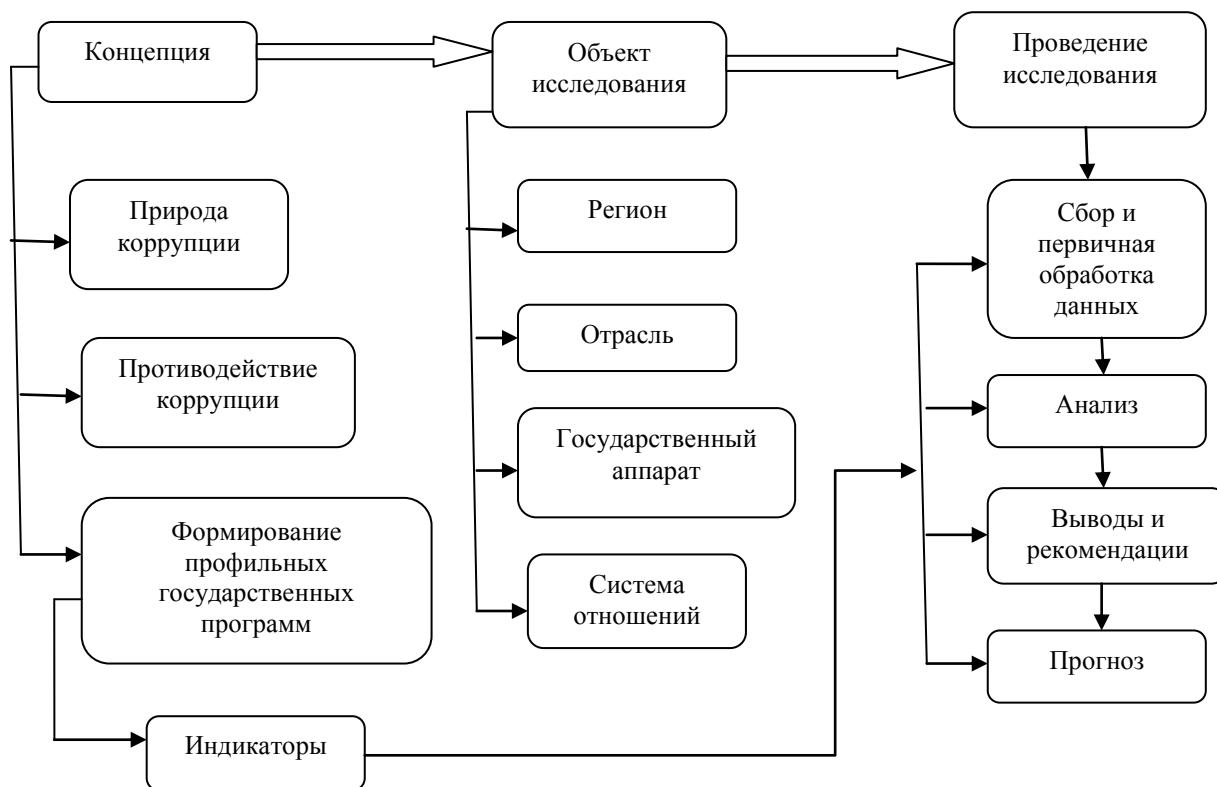 Концепция
Объект
исследования
Проведение
исследования
Природа
коррупции
Противодействие
коррупции
Формирование
профильных
государственных
программ
Индикаторы
Регион
Отрасль
Государственный
аппарат
Система
отношений
Сбор и
первичная
обработка
данных
Анализ
Выводы и
рекомендации
Прогноз